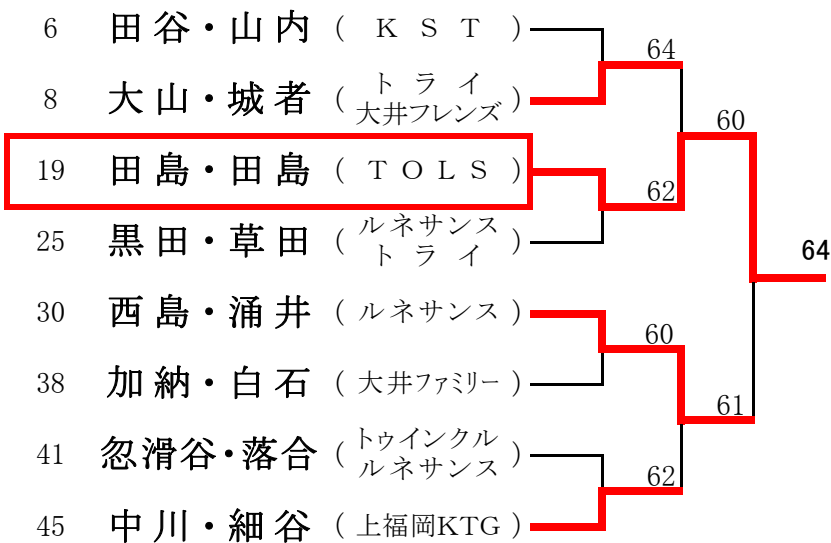 6 田谷・山内 ( K S T )
64
8 大山・城者 ( トライ 大井フレンズ )
60
19 田島・田島 ( T O L S )
62
25 黒田・草田 ( ルネサンス トライ )
64
30 西島・涌井 ( ルネサンス )
60
38 加納・白石 ( 大井ファミリー )
61
41 忍滑谷・落合 ( トゥインクル ルネサンス )
62
45 中川・細谷 ( 上福岡KTG )